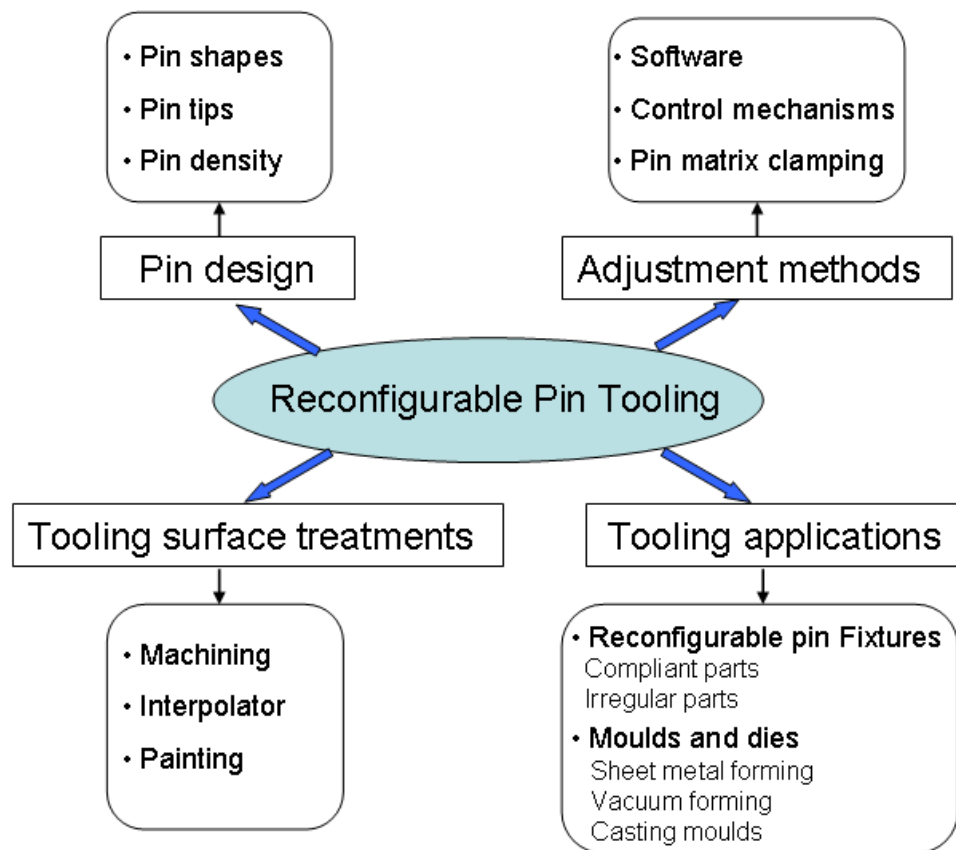 • Pin shapes
• Pin tips
• Pin density
• Software
• Control mechanisms
• Pin matrix clamping
Pin design
Adjustment methods
Reconfigurable Pin Tooling
Tooling surface treatments
Tooling applications
• Machining
• Interpolator
• Painting
• Reconfigurable pin Fixtures
Compliant parts
Irregular parts
• Moulds and dies
Sheet metal forming
Vacuum forming
Casting moulds